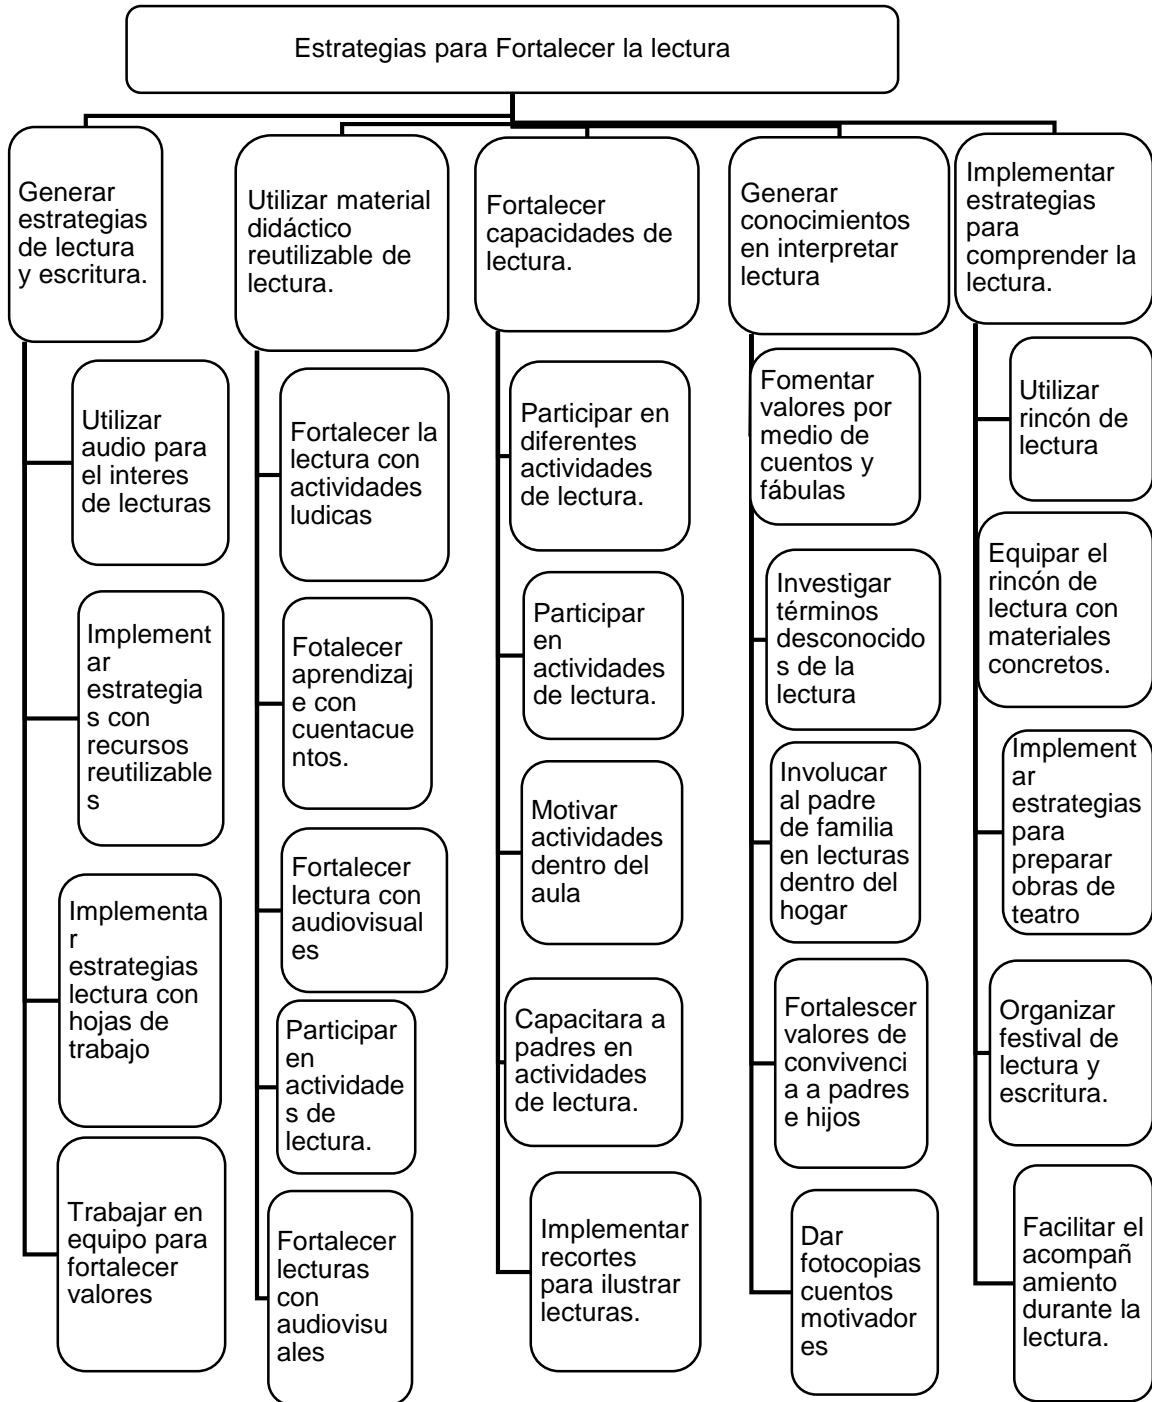 Estrategias para Fortalecer la lectura
Generar
estrategias
de lectura
y escritura.
Utilizar
audio para
el interes
de lecturas
Implement
ar
estrategia
s con
recursos
reutilizable
s
Implementa
r
estrategias
lectura con
hojas de
trabajo
Trabajar en
equipo para
fortalecer
valores
Utilizar material
didáctico
reutilizable de
lectura.
Fortalecer la
lectura con
actividades
ludicas
Fotalecer
aprendizaj
e con
cuentacue
ntos.
Fortalecer
lectura con
audiovisual
es
Participar
en
actividade
s de
lectura.
Fortalecer
lecturas
con
audiovisu
ales
Fortalecer
capacidades de
lectura.
Participar en
diferentes
actividades
de lectura.
Participar
en
actividades
de lectura.
Motivar
actividades
dentro del
aula
Capacitara a
padres en
actividades
de lectura.
Implementar
recortes
para ilustrar
lecturas.
Generar
conocimientos
en interpretar
lectura
Fomentar
valores por
medio de
cuentos y
fábulas
Investigar
términos
desconocido
s de la
lectura
Involucar
al padre
de familia
en lecturas
dentro del
hogar
Fortalescer
valores de
convivenci
a a padres
e hijos
Dar
fotocopias
cuentos
motivador
es
Implementar
estrategias
para
comprender la
lectura.
Utilizar
rincón de
lectura
Equipar el
rincón de
lectura con
materiales
concretos.
Implement
ar
estrategias
para
preparar
obras de
teatro
Organizar
festival de
lectura y
escritura.
Facilitar el
acompañ
amiento
durante la
lectura.